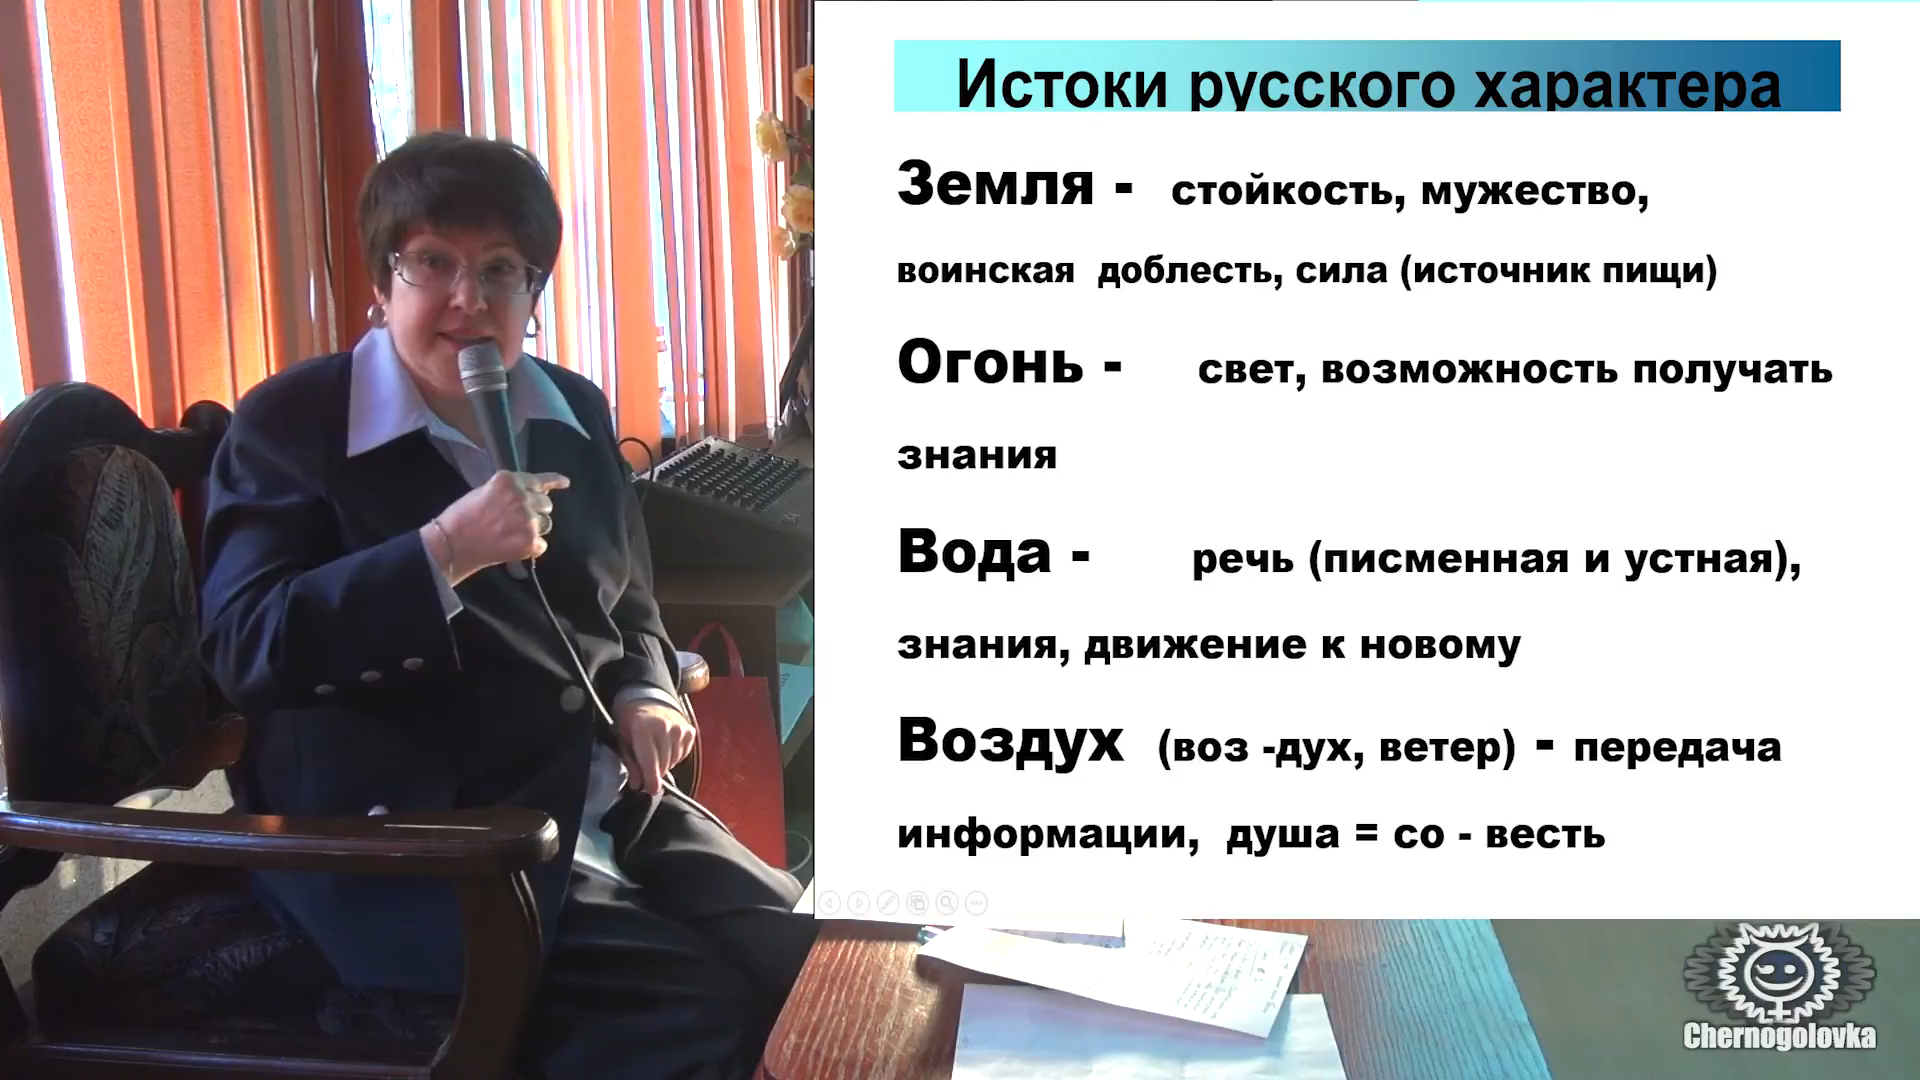 Истоки русского характера
Земля - стойкость, мужество,
воинская доблесть, сила (источник пищи)
Огонь - свет, возможность получать
знания
Вода - речь (писменная и устная),
знания, движение к новому
Воздух (воз -дух, ветер) - передача
информации, душа = со - весть
Chernogolovka